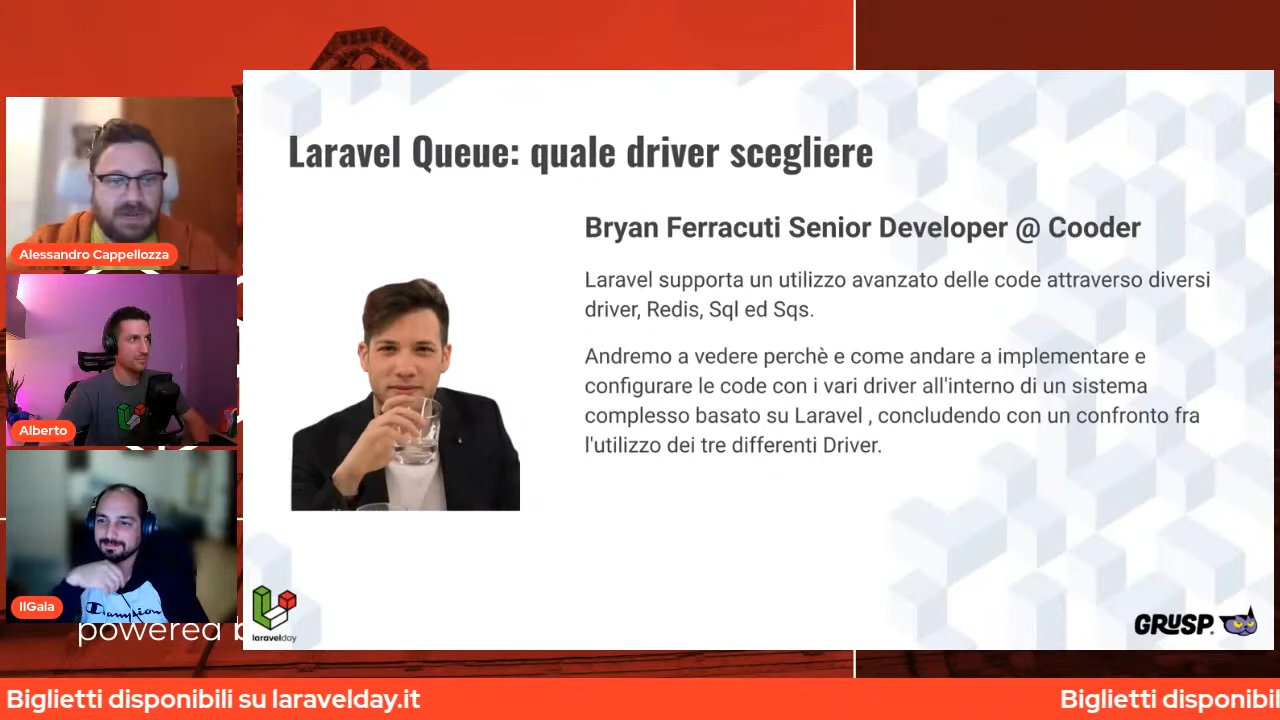 Laravel Queue: quale driver scegliere
Bryan Ferracuti Senior Developer @ Cooder
Laravel supporta un utilizzo avanzato delle code attraverso diversi
driver, Redis, Sql ed Sqs.
Andremo a vedere perchè e come andare a implementare e
configurare le code con i vari driver all'interno di un sistema
complesso basato su Laravel , concludendo con un confronto fra
l'utilizzo dei tre differenti Driver.
Alessandro Cappellozza
Alberto
IlGala
Champion
powered b
laravelday
GRUSP.
Biglietti disponibili su laravelday.it
Biglietti disponibil